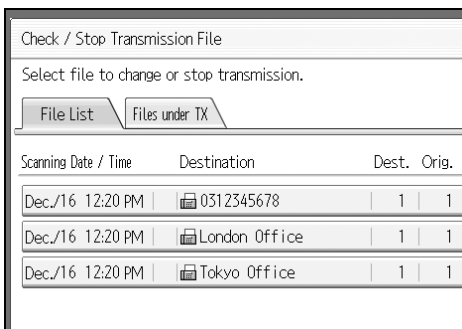 Check / Stop Transmission File
Select file to change or stop transmission.
File List Files under TX
Scanning Date / Time Destination Dest. Orig.
Dec./16 12:20 PM 0312345678 1 1
Dec./16 12:20 PM London Office 1 1
Dec./16 12:20 PM Tokyo Office 1 1